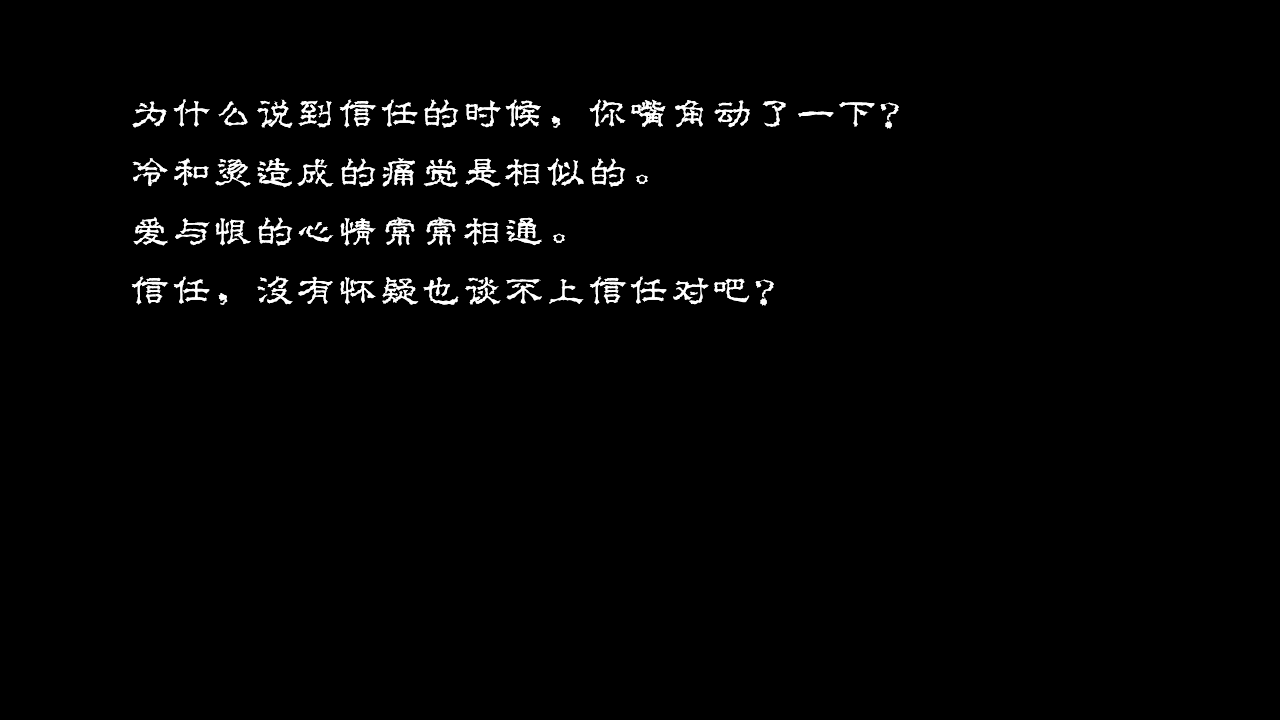 为什么说到信任的时候，你嘴角动了一下？
冷和烫造成的痛觉是相似的。
爱与恨的心情常常相通。
信任，没有怀疑也谈不上信任对吧？